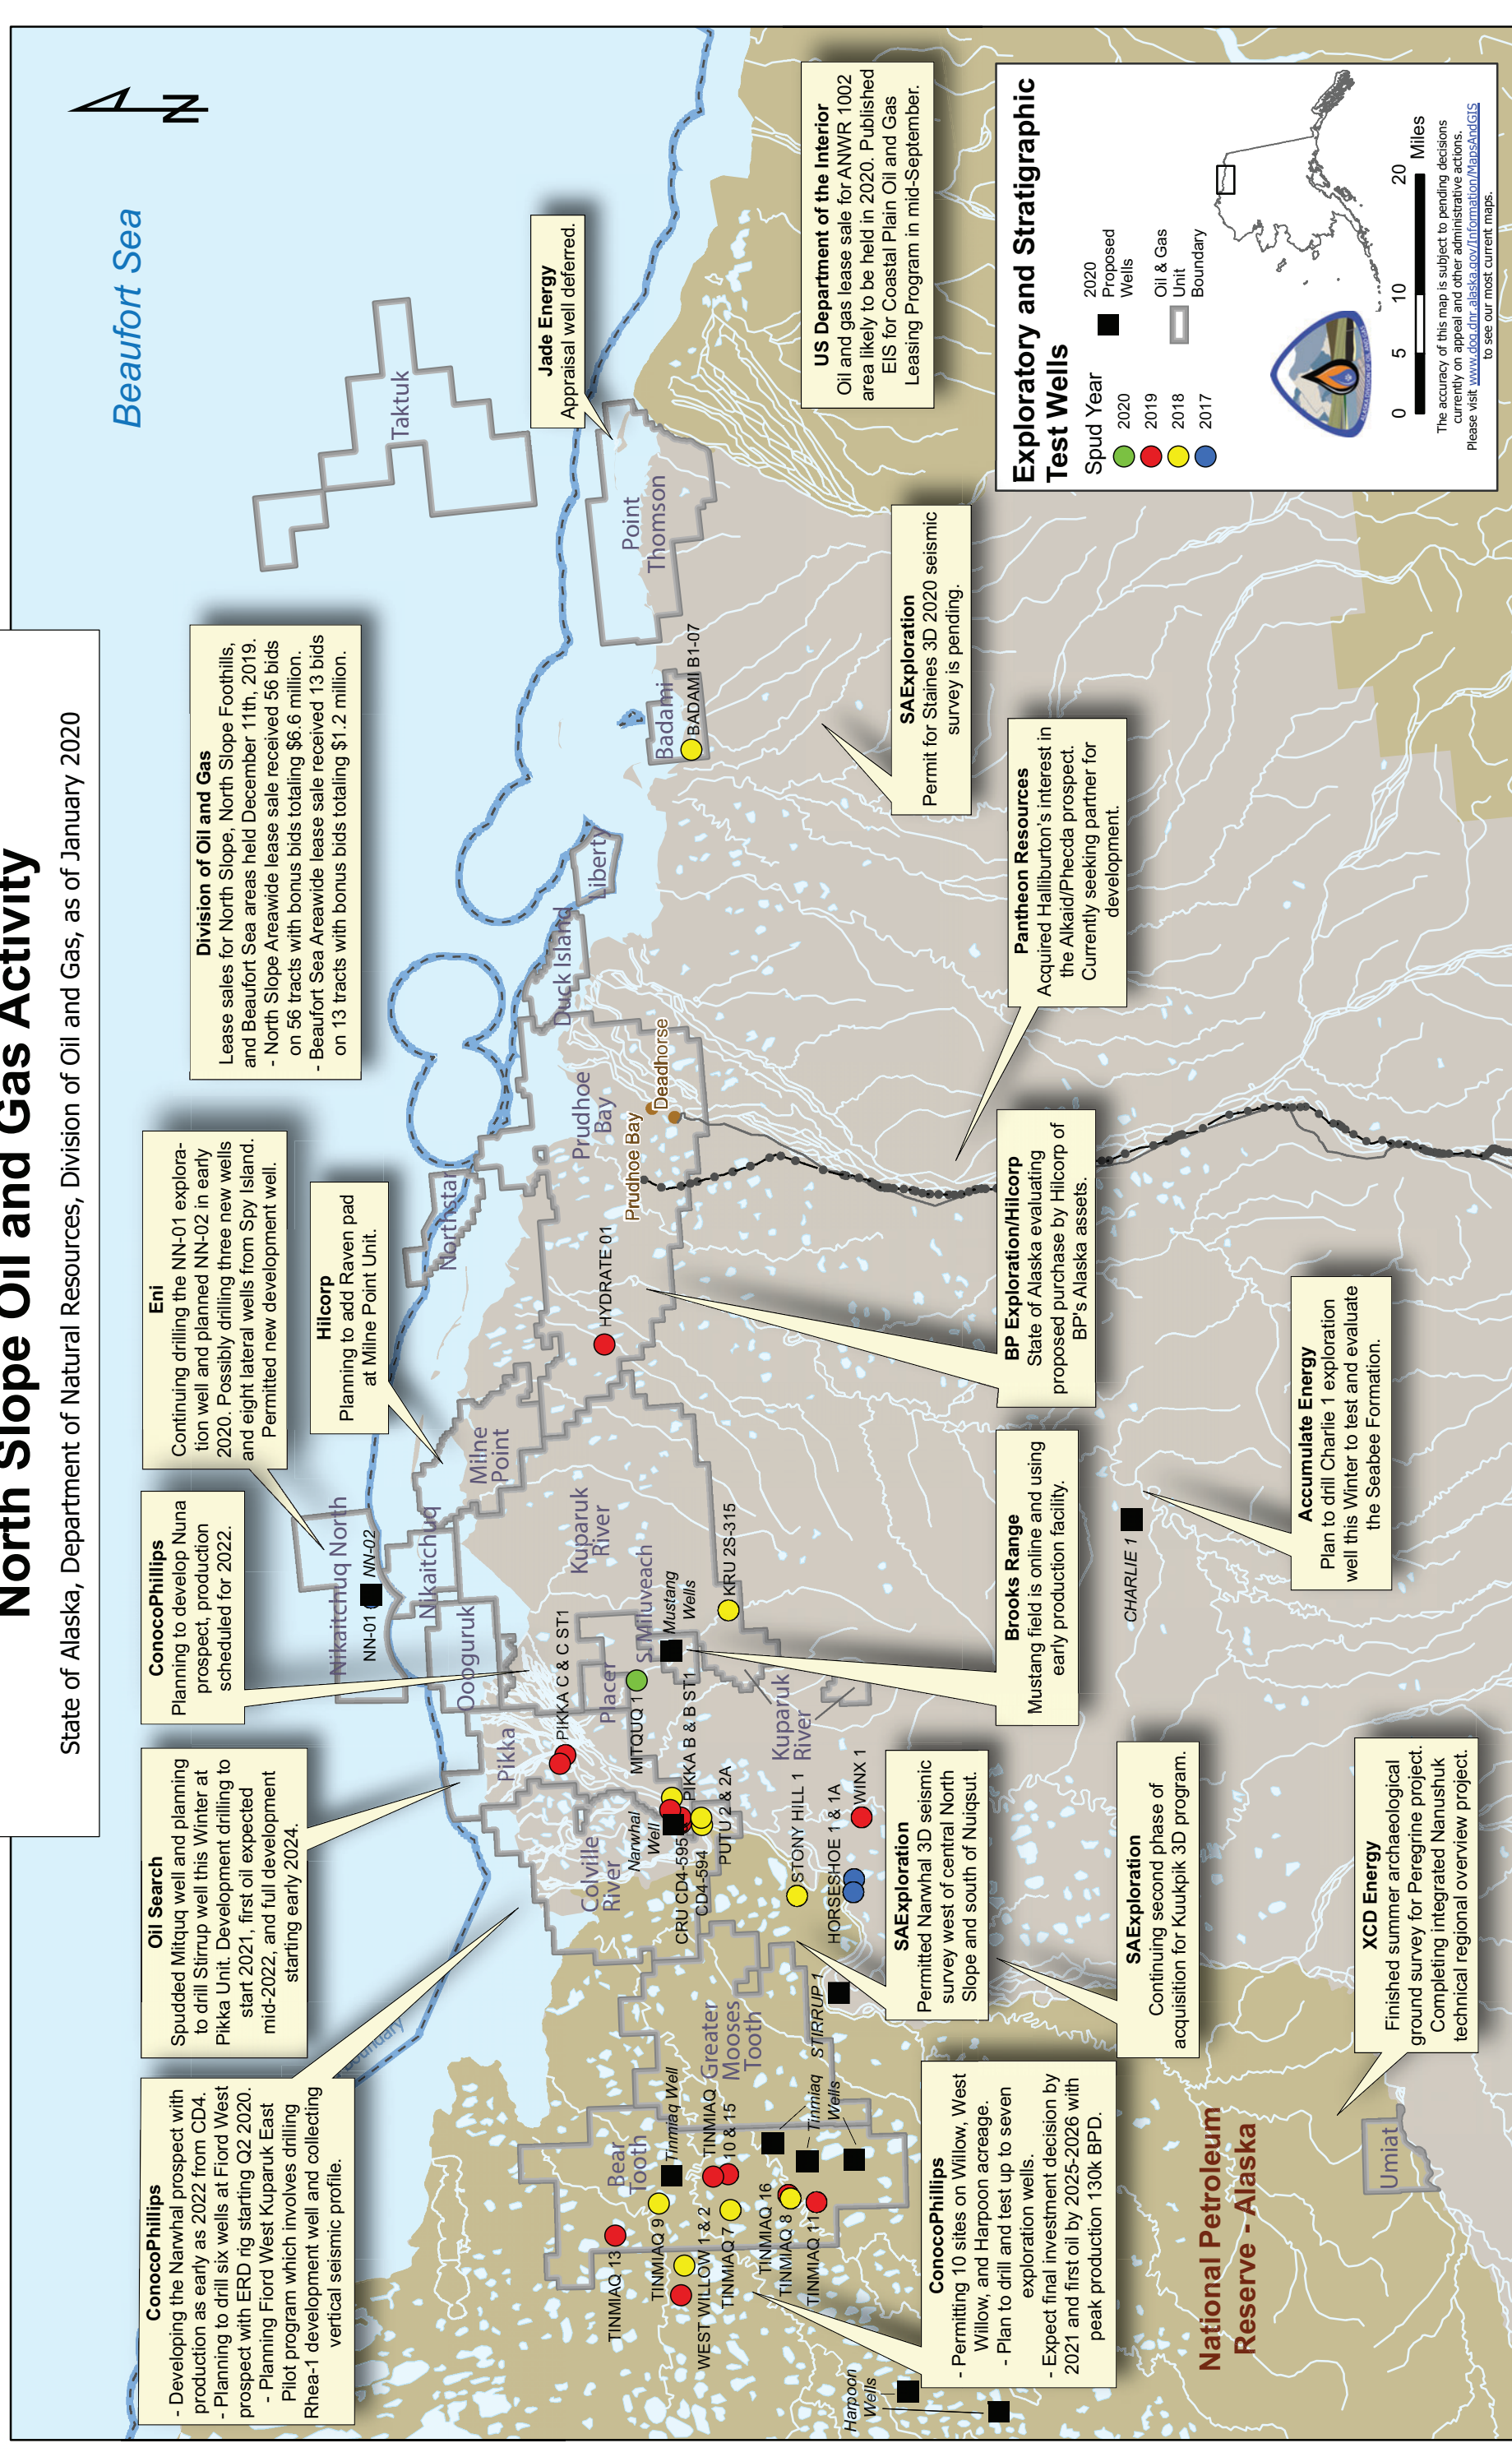 North Slope Oil and Gas Activity
State of Alaska, Department of Natural Resources, Division of Oil and Gas, as of January 2020
Beaufort Sea
N
ConocoPhillips
- Developing the Narwhal prospect with
production as early as 2022 from CD4.
- Planning to drill six wells at Fiord West
prospect with ERD rig starting Q2 2020.
- Planning Fiord West Kuparuk East
Pilot program which involves drilling
Rhea-1 development well and collecting
vertical seismic profile.
Oil Search
Spudded Mitquq well and planning
to drill Stirrup well this Winter at
Pikka Unit. Development drilling to
start 2021, first oil expected
mid-2022, and full development
starting early 2024.
ConocoPhillips
Planning to develop Nuna
prospect, production
scheduled for 2022.
Eni
Continuing drilling the NN-01 explora-
tion well and planned NN-02 in early
2020. Possibly drilling three new wells
and eight lateral wells from Spy Island.
Permitted new development well.
Hilcorp
Planning to add Raven pad
at Milne Point Unit.
Division of Oil and Gas
Lease sales for North Slope, North Slope Foothills,
and Beaufort Sea areas held December 11th, 2019.
- North Slope Areawide lease sale received 56 bids
on 56 tracts with bonus bids totaling $6.6 million.
- Beaufort Sea Areawide lease sale received 13 bids
on 13 tracts with bonus bids totaling $1.2 million.
Jade Energy
Appraisal well deferred.
US Department of the Interior
Oil and gas lease sale for ANWR 1002
area likely to be held in 2020. Published
EIS for Coastal Plain Oil and Gas
Leasing Program in mid-September.
Taktuk
Nikaitchuq North
NN-01
NN-02
Nikaitchuq
Oooguruk
Northstar
Milne
Point
Pikka
PIKKA C & C ST1
Placer
Kuparuk
River
Prudhoe
Bay
Duck Island
Liberty
Badami
BADAMI B1-07
Point
Thomson
Prudhoe Bay
Deadhorse
HYDRATE 01
S. Miluveach
MITQUQ 1
Mustang
Wells
KRU 2S-315
Colville
River
Narwhal
Well
PIKKA B & B ST1
CRU CD4-595
CD4-594
PUTU 2 & 2A
Kuparuk
River
STONY HILL 1
HORSESHOE 1 & 1A
WINX 1
STIRRUP 1
Greater
Mooses
Tooth
Bear
Tooth
Tinmiaq Well
TINMIAQ
10 & 15
Tinmiaq
Wells
TINMIAQ 13
TINMIAQ 9
WEST WILLOW 1 & 2
TINMIAQ 7
TINMIAQ 16
TINMIAQ 8
TINMIAQ 11
Harpoon
Wells
CHARLIE 1
Umiat
National Petroleum
Reserve - Alaska
ConocoPhillips
- Permitting 10 sites on Willow, West
Willow, and Harpoon acreage.
- Plan to drill and test up to seven
exploration wells.
- Expect final investment decision by
2021 and first oil by 2025-2026 with
peak production 130k BPD.
SAExploration
Permitted Narwhal 3D seismic
survey west of central North
Slope and south of Nuiqsut.
SAExploration
Continuing second phase of
acquisition for Kuukpik 3D program.
XCD Energy
Finished summer archaeological
ground survey for Peregrine project.
Completing integrated Nanushuk
technical regional overview project.
Brooks Range
Mustang field is online and using
early production facility.
BP Exploration/Hilcorp
State of Alaska evaluating
proposed purchase by Hilcorp of
BP's Alaska assets.
Accumulate Energy
Plan to drill Charlie 1 exploration
well this Winter to test and evaluate
the Seabee Formation.
Pantheon Resources
Acquired Halliburton's interest in
the Alkaid/Phecda prospect.
Currently seeking partner for
development.
SAExploration
Permit for Staines 3D 2020 seismic
survey is pending.
Exploratory and Stratigraphic
Test Wells
Spud Year
2020
2019
2018
2017
2020
Proposed
Wells
Oil & Gas
Unit
Boundary
0 5 10 20
Miles
The accuracy of this map is subject to pending decisions
currently on appeal and other administrative actions.
Please visit www.dog.dnr.alaska.gov/Information/MapsAndGIS
to see our most current maps.